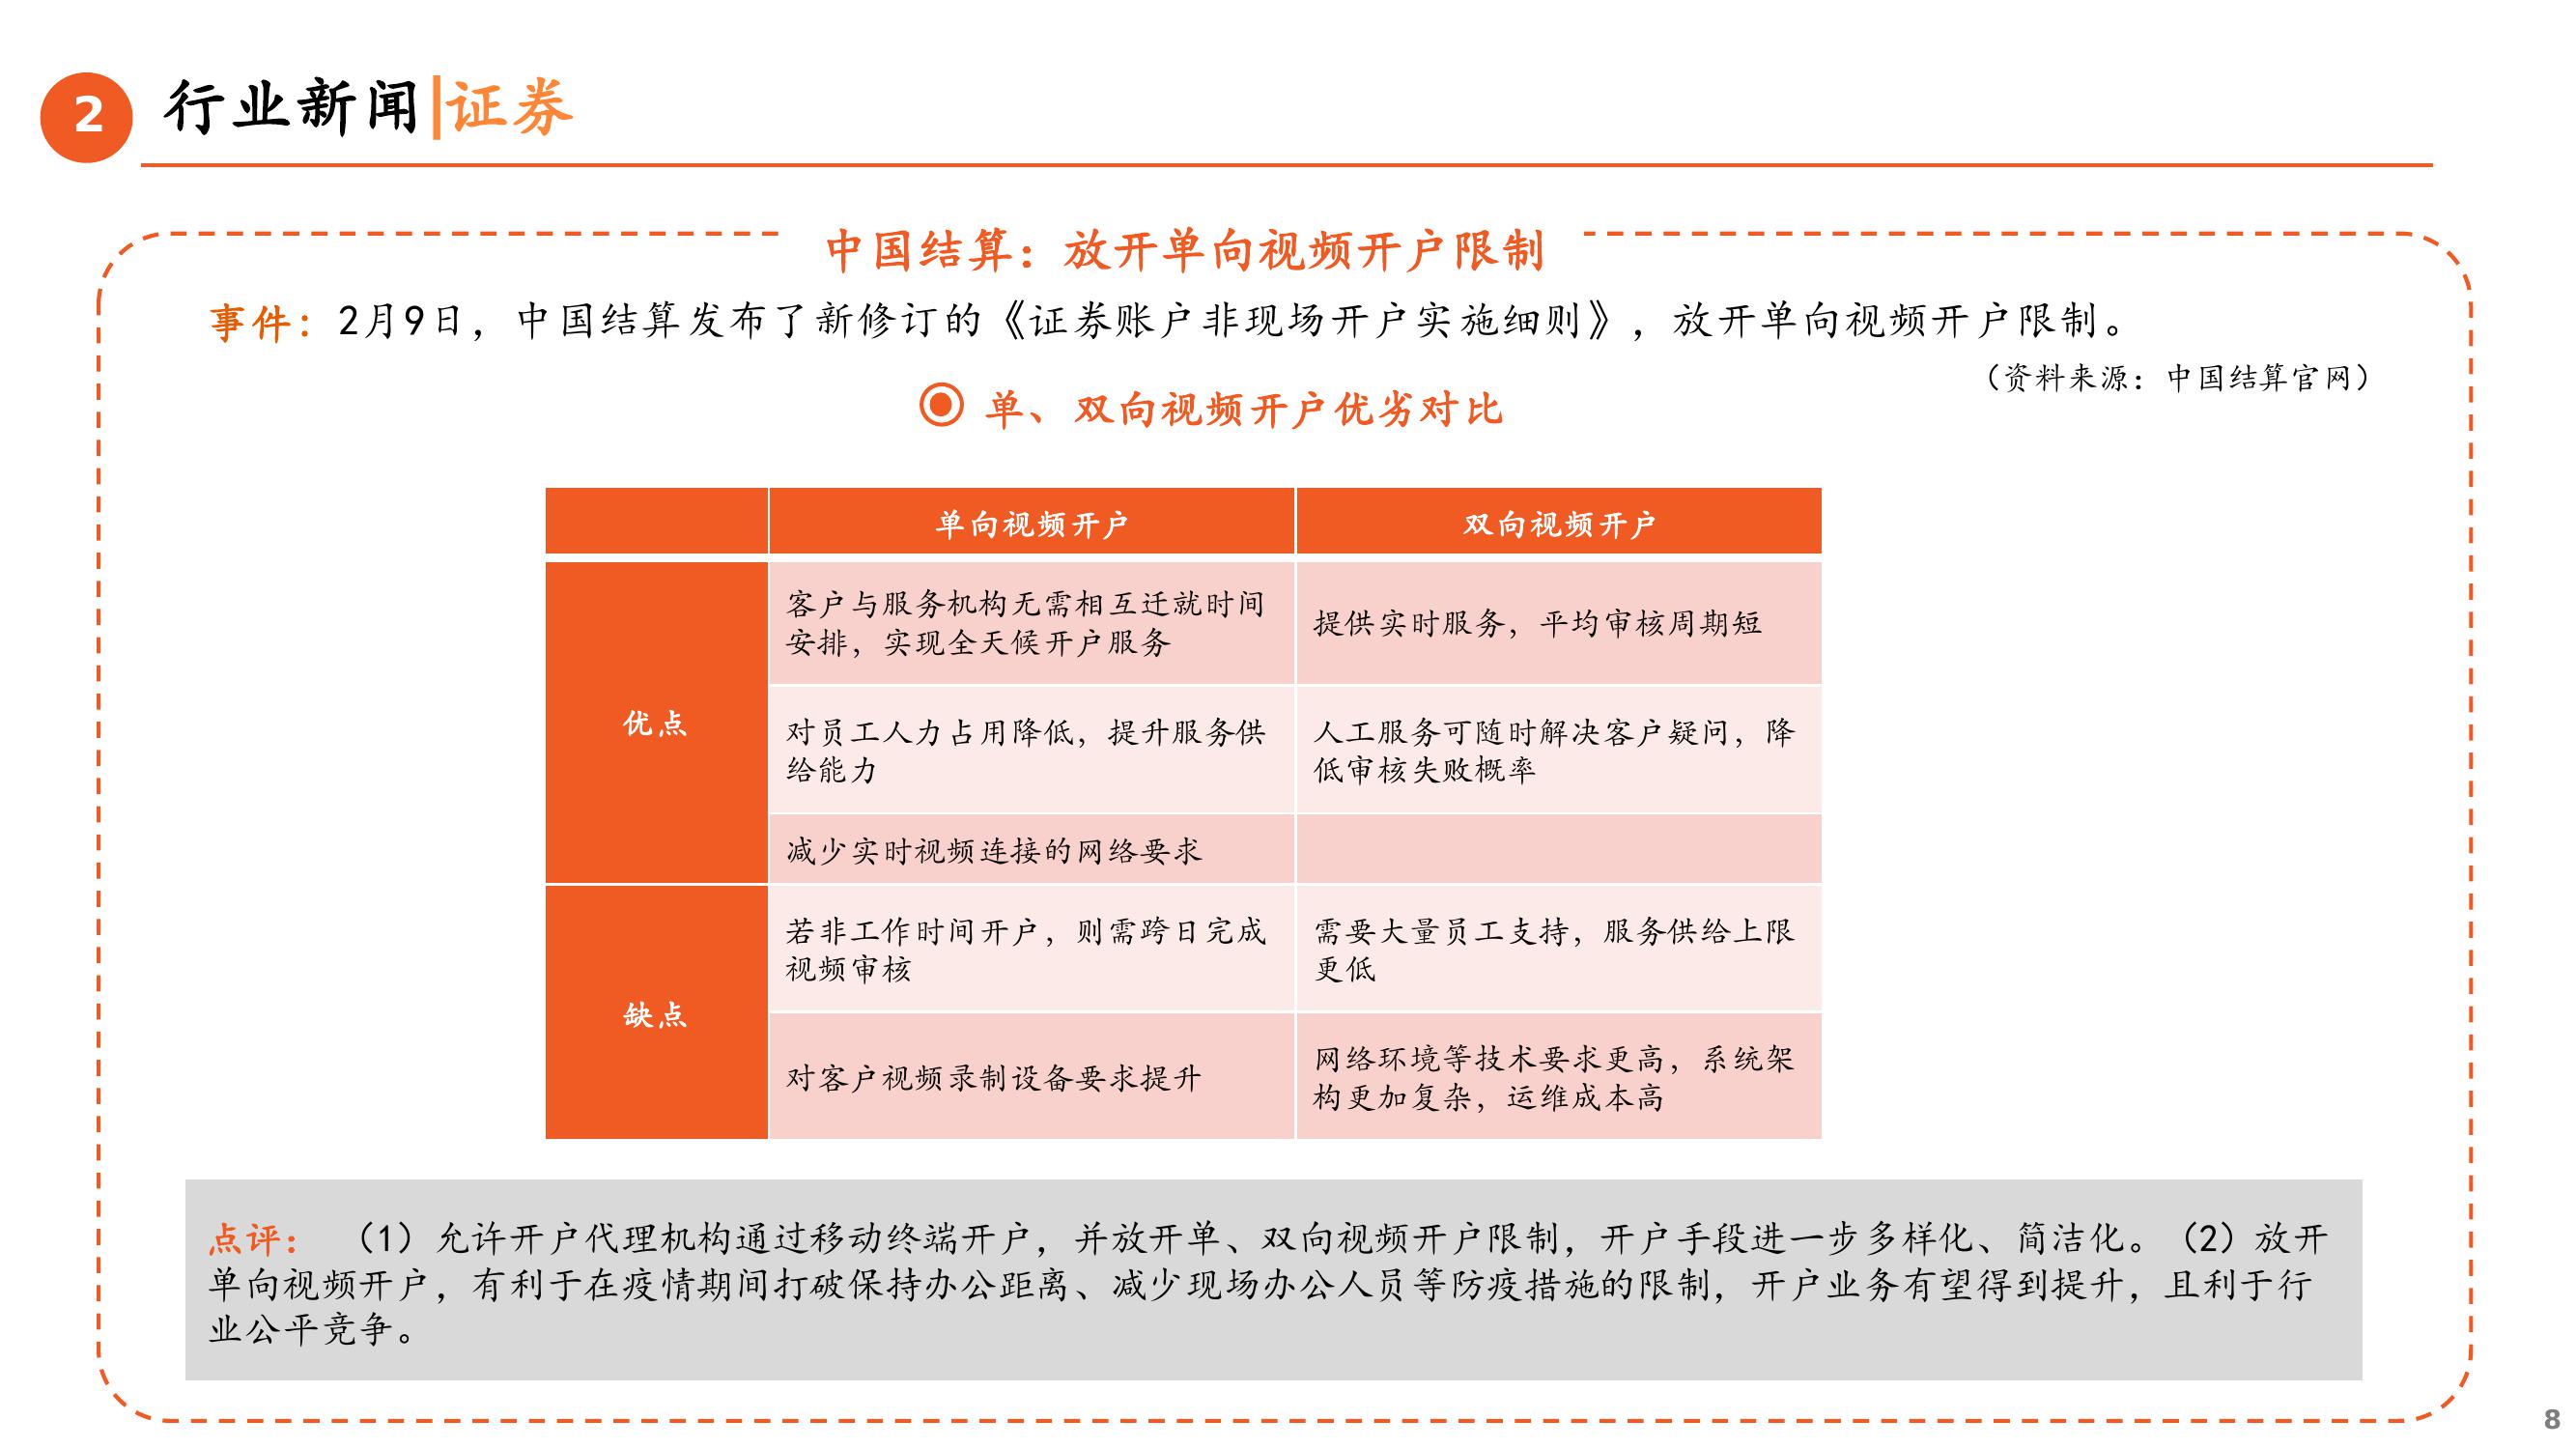 2
行业新闻|证券
中国结算：放开单向视频开户限制
事件：2月9日，中国结算发布了新修订的《证券账户非现场开户实施细则》，放开单向视频开户限制。
（资料来源：中国结算官网）
单、双向视频开户优劣对比
单向视频开户
双向视频开户
优点
客户与服务机构无需相互迁就时间
安排，实现全天候开户服务
提供实时服务，平均审核周期短
对员工人力占用降低，提升服务供
给能力
人工服务可随时解决客户疑问，降
低审核失败概率
减少实时视频连接的网络要求
缺点
若非工作时间开户，则需跨日完成
视频审核
需要大量员工支持，服务供给上限
更低
对客户视频录制设备要求提升
网络环境等技术要求更高，系统架
构更加复杂，运维成本高
点评： （1）允许开户代理机构通过移动终端开户，并放开单、双向视频开户限制，开户手段进一步多样化、简洁化。（2）放开
单向视频开户，有利于在疫情期间打破保持办公距离、减少现场办公人员等防疫措施的限制，开户业务有望得到提升，且利于行
业公平竞争。
8